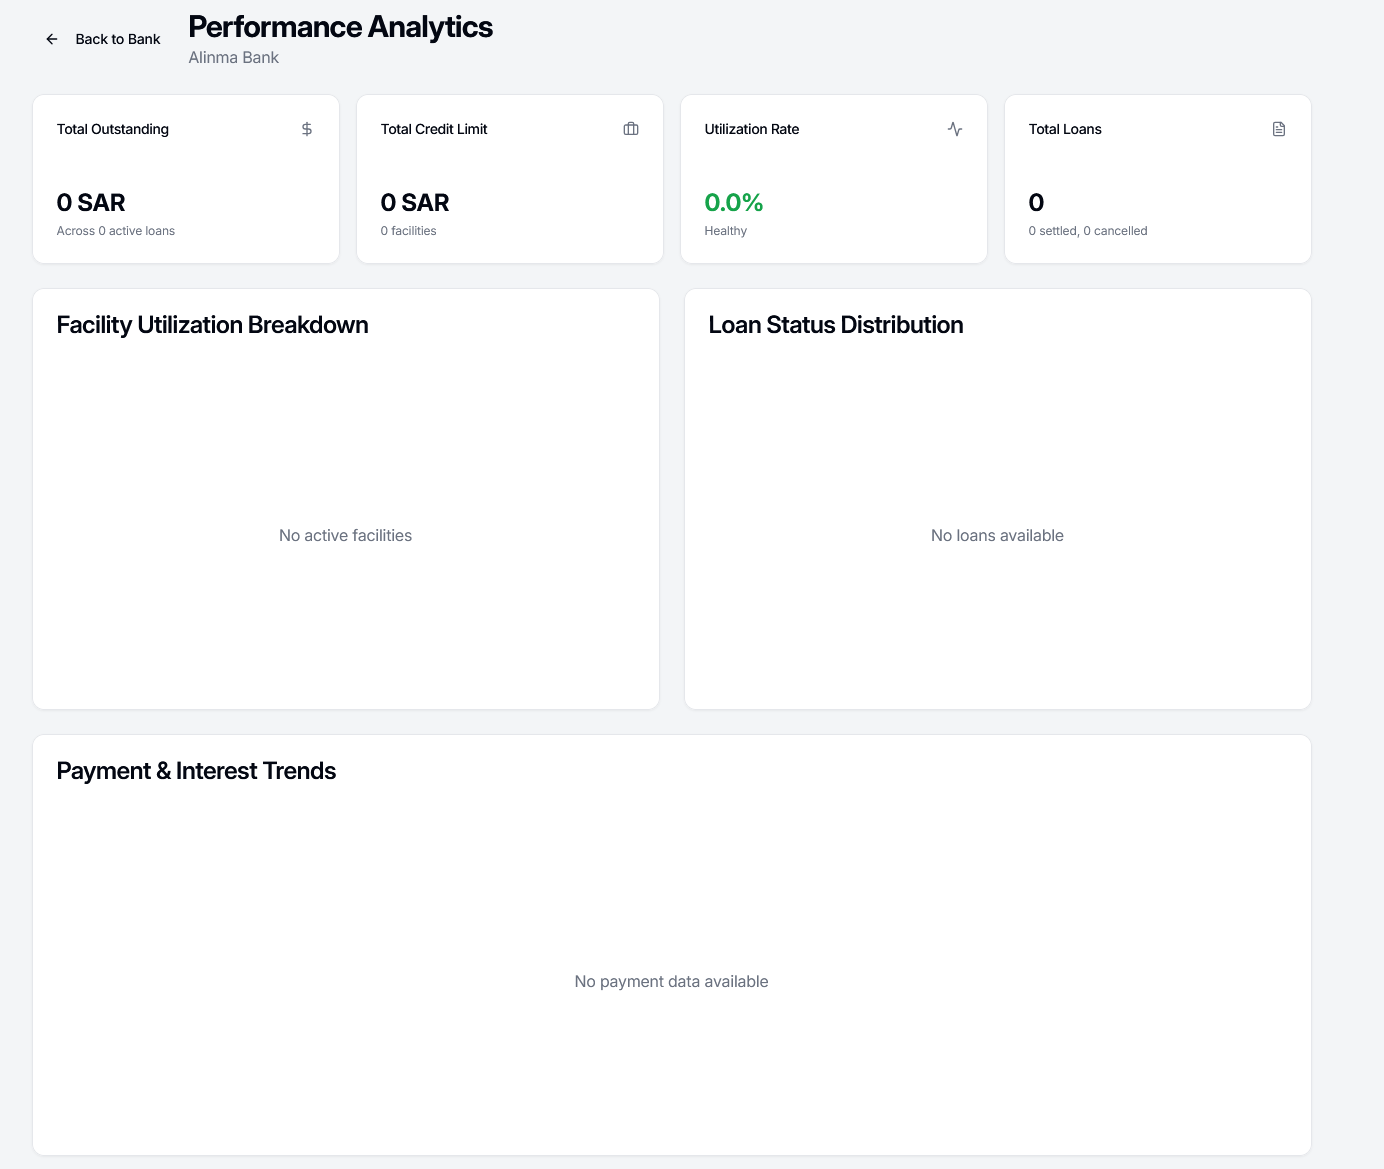 Back to Bank
Performance Analytics
Alinma Bank
Total Outstanding
0 SAR
Across 0 active loans
Total Credit Limit
0 SAR
0 facilities
Utilization Rate
0.0%
Healthy
Total Loans
0
0 settled, 0 cancelled
Facility Utilization Breakdown
No active facilities
Loan Status Distribution
No loans available
Payment & Interest Trends
No payment data available